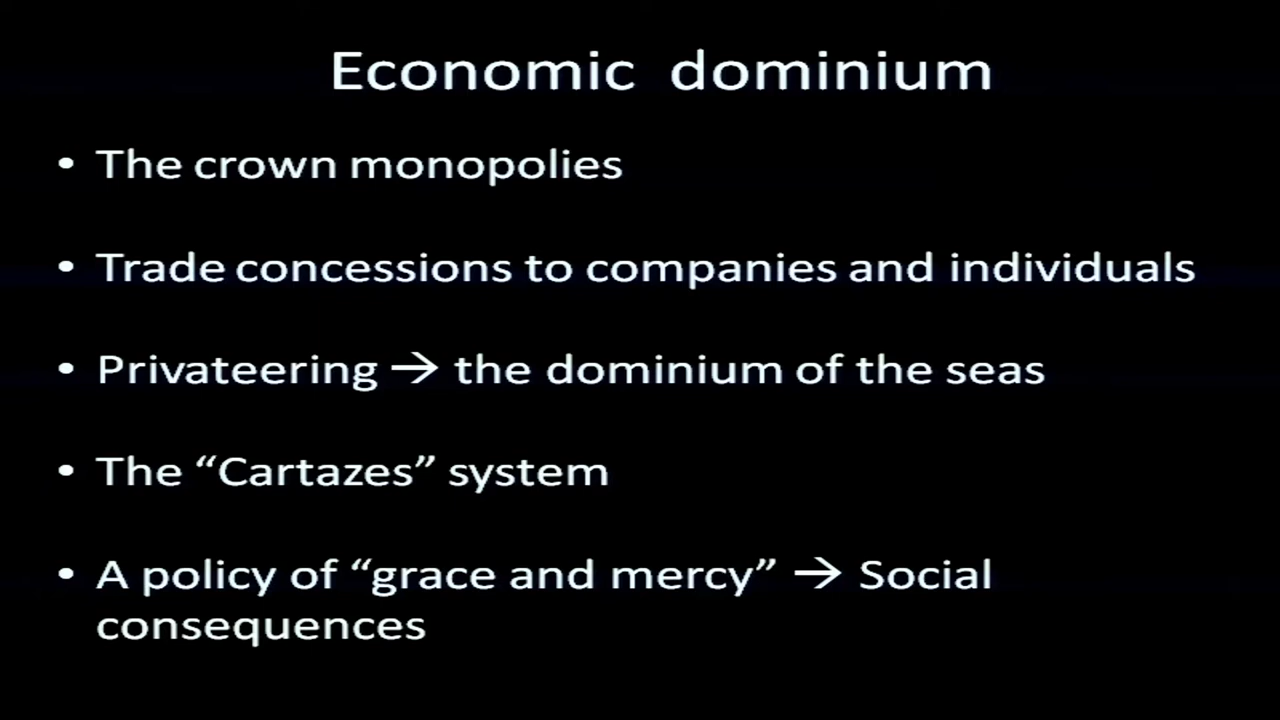 Economic dominium
• The crown monopolies
• Trade concessions to companies and individuals
• Privateering → the dominium of the seas
• The “Cartazes” system
• A policy of “grace and mercy” → Social
consequences